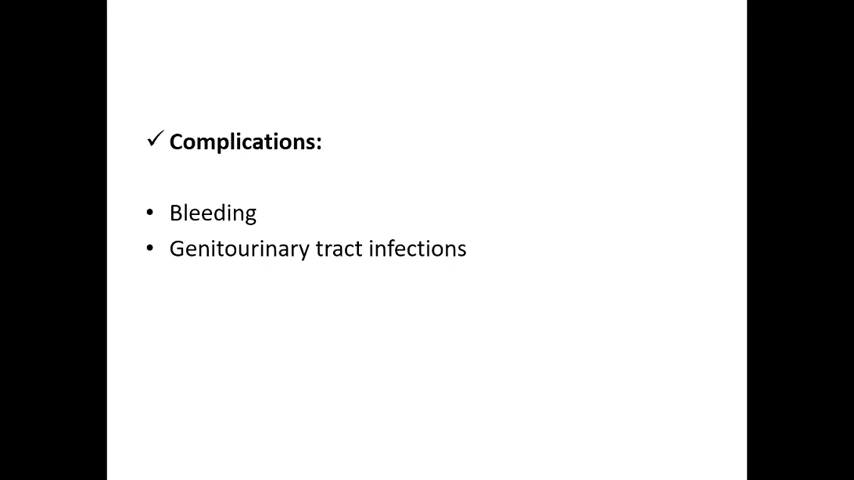 ✓ Complications:
• Bleeding
• Genitourinary tract infections